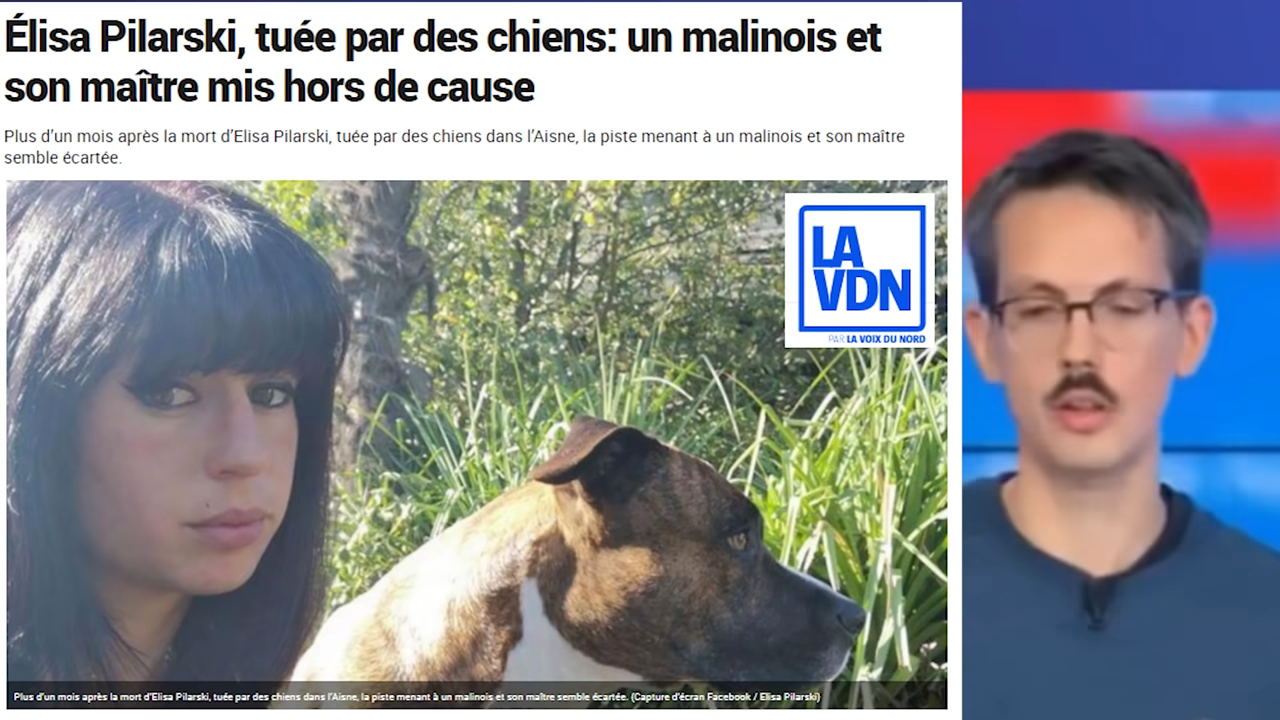 Élisa Pilarski, tuée par des chiens: un malinois et
son maître mis hors de cause
Plus d’un mois après la mort d’Elisa Pilarski, tuée par des chiens dans l’Aisne, la piste menant à un malinois et son maître
semble écartée.
LA
VDN
PAR LA VOIX DU NORD
Plus d’un mois après la mort d’Elisa Pilarski, tuée par des chiens dans l’Aisne, la piste menant à un malinois et son maître semble écartée. (Capture d’écran Facebook / Elisa Pilarski)